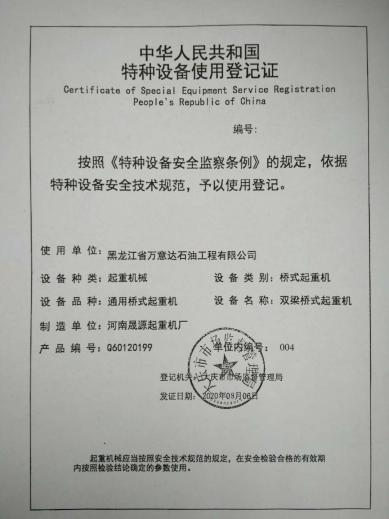 中华人民共和国
特种设备使用登记证
Certificate of Special Equipment Service Registration
People's Republic of China
编号:
按照《特种设备安全监察条例》的规定，依据
特种设备安全技术规范，予以使用登记。
使用单位: 黑龙江省万意达石油工程有限公司
设备种类: 起重机械 设备类别: 桥式起重机
设备品种: 通用桥式起重机 设备名称: 双梁桥式起重机
制造单位: 河南晟源起重机厂
产品编号: Q60120199 单位内编号: 004
登记机关: 大庆市市场监督管理局
发证日期: 2020年08月06日
大庆市市场监督管理局
起重机械应当按照安全技术规范的规定，在安全检验合格的有效期
内按照检验结论确定的参数使用。